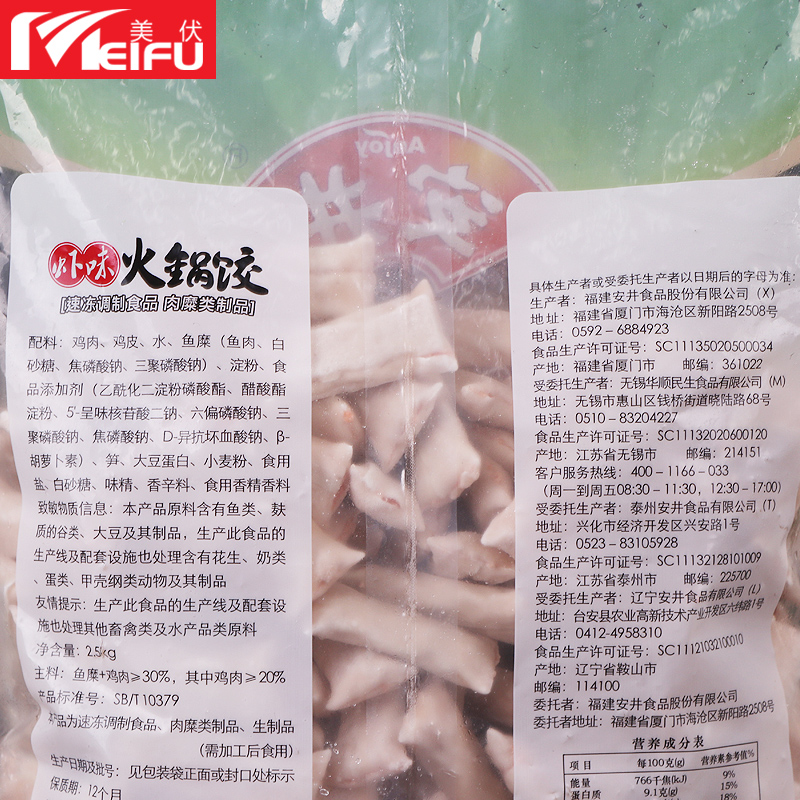 美伏
MEIFU
Anjoy
安井
虾味火锅饺
[速冻调制食品 肉糜类制品]
配料：鸡肉、鸡皮、水、鱼糜（鱼肉、白
砂糖、焦磷酸钠、三聚磷酸钠）、淀粉、食
品添加剂（乙酰化二淀粉磷酸酯、醋酸酯
淀粉、5'-呈味核苷酸二钠、六偏磷酸钠、三
聚磷酸钠、焦磷酸钠、D-异抗坏血酸钠、β-
胡萝卜素）、笋、大豆蛋白、小麦粉、食用
盐、白砂糖、味精、香辛料、食用香精香料
致敏物质信息：本产品原料含有鱼类、麸
质的谷类、大豆及其制品，生产此食品的
生产线及配套设施也处理含有花生、奶类
、蛋类、甲壳纲类动物及其制品
友情提示：生产此食品的生产线及配套设
施也处理其他畜禽类及水产品类原料
净含量：2.5kg
主料：鱼糜+鸡肉≥30%，其中鸡肉≥20%
产品标准号：SB/T 10379
本产品为速冻调制食品、肉糜类制品、生制品
（需加工后食用）
生产日期及批号：见包装袋正面或封口处标示
保质期：12个月
具体生产者或受委托生产者以日期后的字母为准：
生产者：福建安井食品股份有限公司（X）
地址：福建省厦门市海沧区新阳路2508号
电话：0592-6884923
食品生产许可证号：SC11135020500034
产地：福建省厦门市 邮编：361022
受委托生产者：无锡华顺民生食品有限公司（M）
地址：无锡市惠山区钱桥街道晓陆路68号
电话：0510-83204227
食品生产许可证号：SC11132020600120
产地：江苏省无锡市 邮编：214151
客户服务热线：400-1166-033
（周一到周五08:30-11:30，12:30-17:00）
受委托生产者：泰州安井食品有限公司（T）
地址：兴化市经济开发区兴安路1号
电话：0523-83105928
食品生产许可证号：SC11132128101009
产地：江苏省泰州市 邮编：225700
受委托生产者：辽宁安井食品有限公司（L）
地址：台安县农业高新技术产业开发区六纬路1号
电话：0412-4958310
食品生产许可证号：SC11121032100010
产地：辽宁省鞍山市
邮编：114100
委托者：福建安井食品股份有限公司
委托者地址：福建省厦门市海沧区新阳路2508号
营养成分表
项目 每100克(g) 营养素参考值%
能量 766千焦(kJ) 9%
蛋白质 9.1克(g) 15%
18%